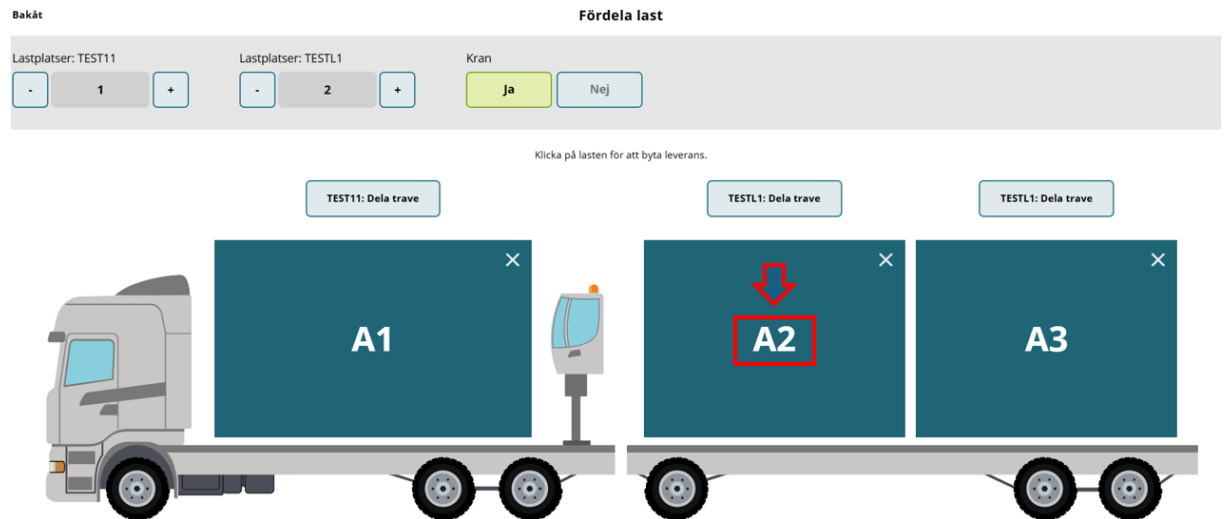 Bakåt
Fördela last
Lastplatser: TEST11
Lastplatser: TESTL1
Kran
- 1 +
- 2 +
Ja
Nej
Klicka på lasten för att byta leverans.
TEST11: Dela trave
TESTL1: Dela trave
TESTL1: Dela trave
A1
A2
A3